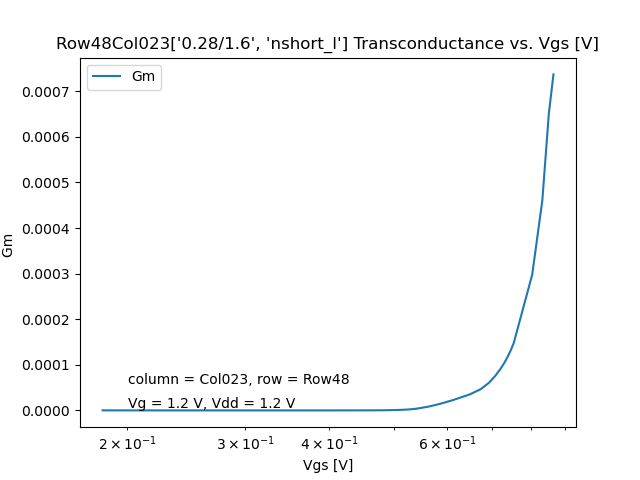 Row48Col023['0.28/1.6', 'nshort_l'] Transconductance vs. Vgs [V]
Gm
0.0007
0.0006
0.0005
0.0004
0.0003
0.0002
0.0001
0.0000
Gm
column = Col023, row = Row48
Vg = 1.2 V, Vdd = 1.2 V
2 × 10⁻¹ 3 × 10⁻¹ 4 × 10⁻¹ 6 × 10⁻¹
Vgs [V]